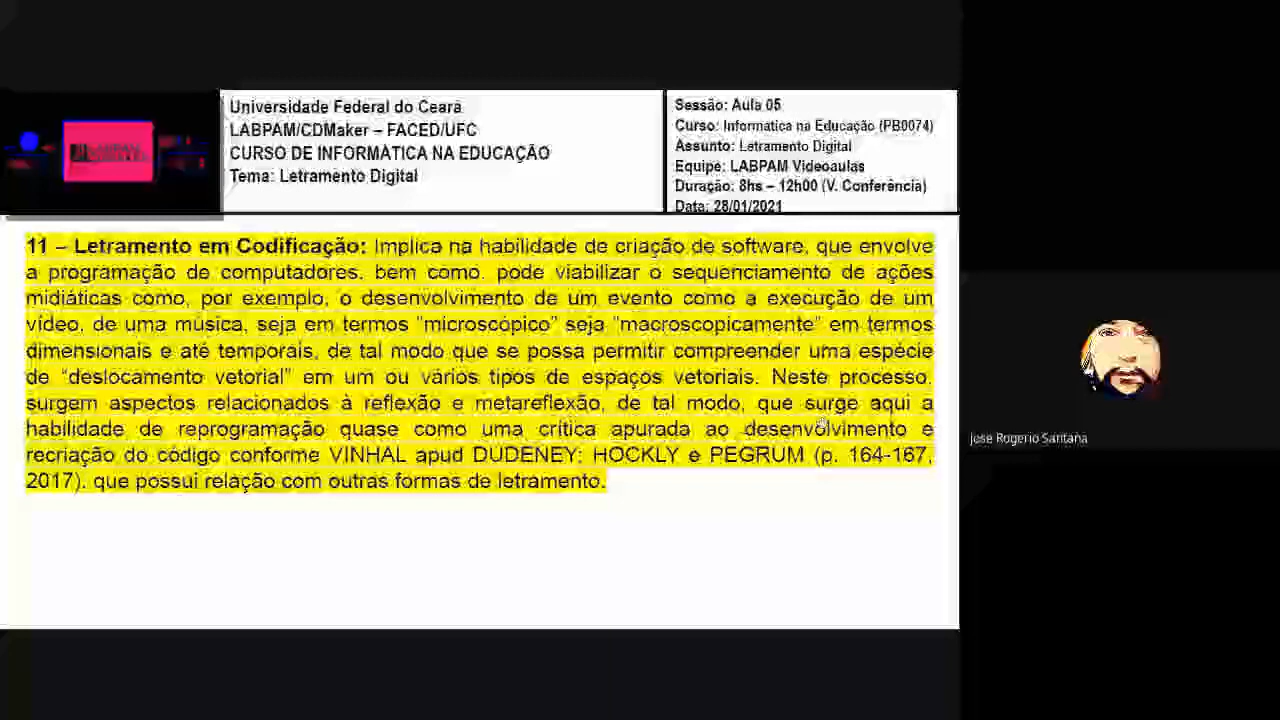 Universidade Federal do Ceará
LABPAM/CDMaker – FACED/UFC
CURSO DE INFORMÁTICA NA EDUCAÇÃO
Tema: Letramento Digital
Sessão: Aula 05
Curso: Informática na Educação (PB0074)
Assunto: Letramento Digital
Equipe: LABPAM Videoaulas
Duração: 8hs – 12h00 (V. Conferência)
Data: 28/01/2021
11 – Letramento em Codificação: Implica na habilidade de criação de software, que envolve
a programação de computadores, bem como, pode viabilizar o sequenciamento de ações
midiáticas como, por exemplo, o desenvolvimento de um evento como a execução de um
vídeo, de uma música, seja em termos "microscópico" seja "macroscopicamente" em termos
dimensionais e até temporais, de tal modo que se possa permitir compreender uma espécie
de "deslocamento vetorial" em um ou vários tipos de espaços vetoriais. Neste processo,
surgem aspectos relacionados à reflexão e metareflexão, de tal modo, que surge aqui a
habilidade de reprogramação quase como uma crítica apurada ao desenvolvimento e
recriação do código conforme VINHAL apud DUDENEY; HOCKLY e PEGRUM (p. 164-167,
2017), que possui relação com outras formas de letramento.
Jose Rogerio Santana